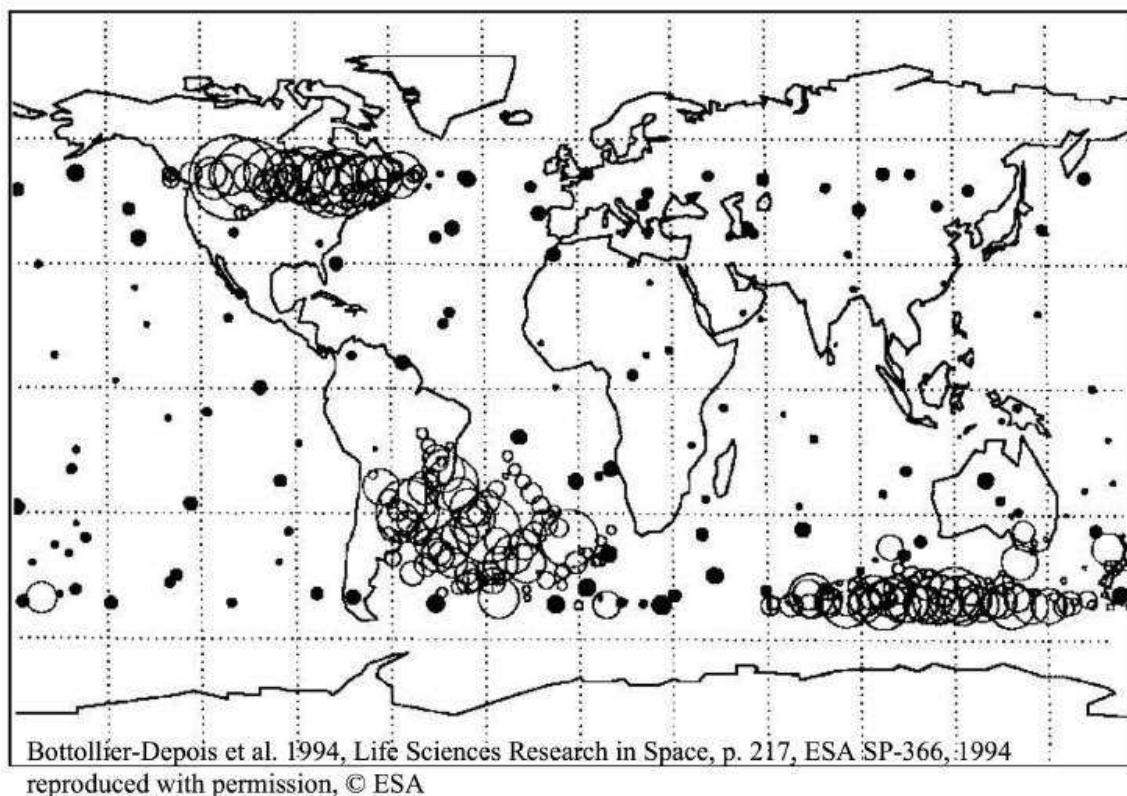 Bottollier-Depois et al. 1994, Life Sciences Research in Space, p. 217, ESA SP-366, 1994
reproduced with permission, © ESA